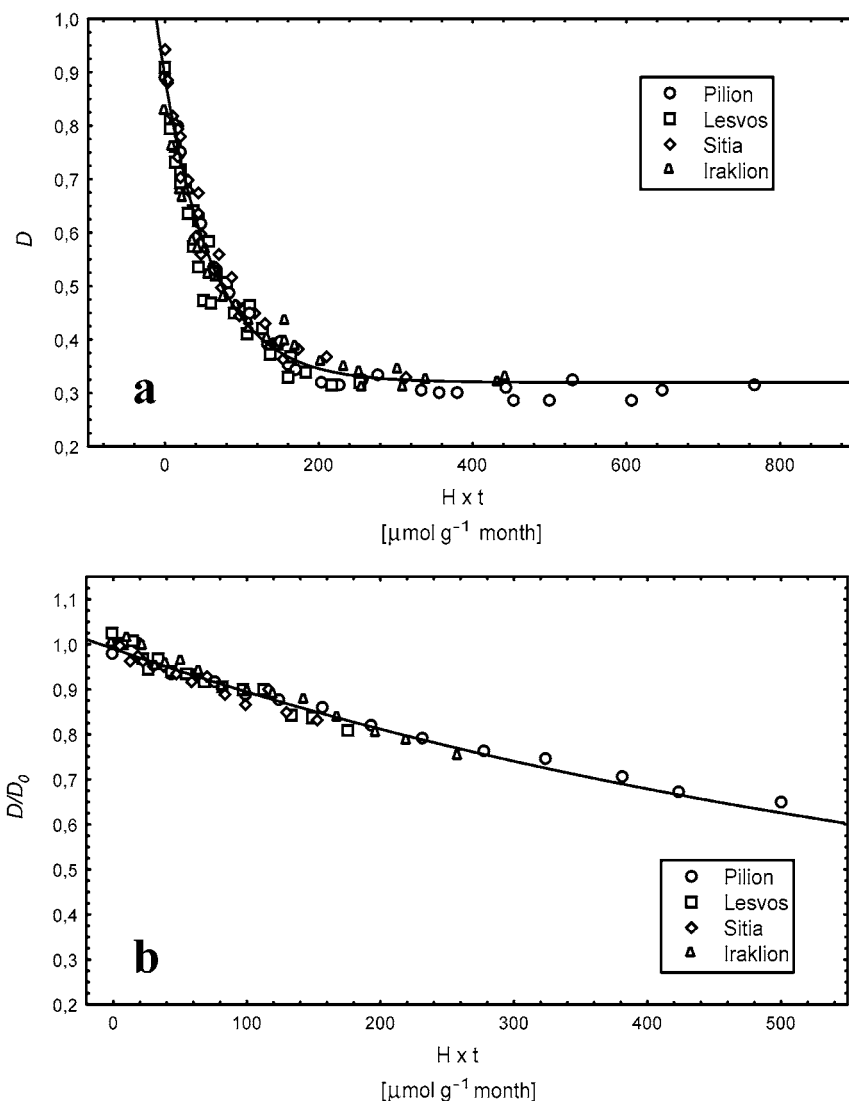 1,0
0,9
0,8
0,7
0,6
0,5
0,4
0,3
0,2
D
Pilion
Lesvos
Sitia
Iraklion
a
0 200 400 600 800
H x t
[µmol g⁻¹ month]
1,1
1,0
0,9
0,8
0,7
0,6
0,5
0,4
0,3
0,2
D/D₀
Pilion
Lesvos
Sitia
Iraklion
b
0 100 200 300 400 500
H x t
[µmol g⁻¹ month]